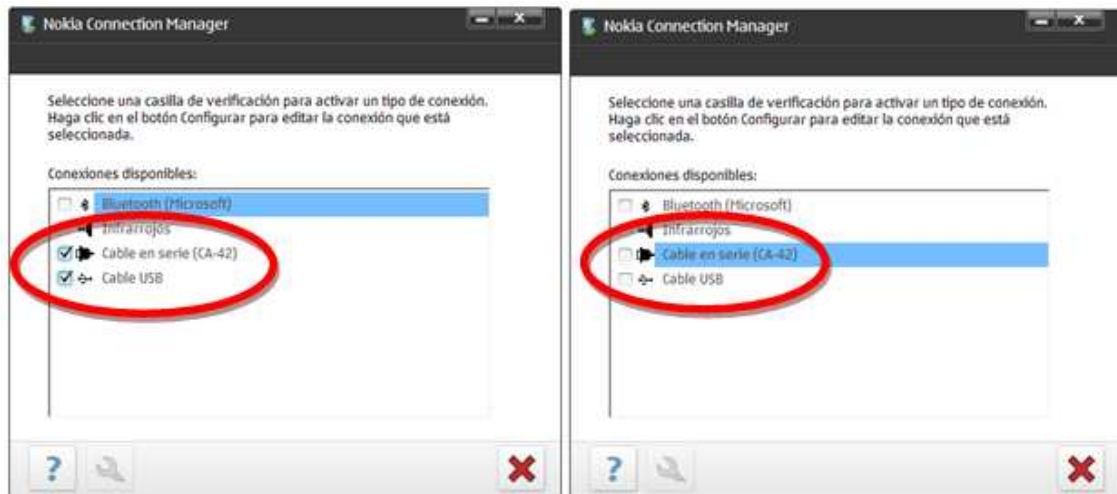 Nokia Connection Manager
Seleccione una casilla de verificación para activar un tipo de conexión.
Haga clic en el botón Configurar para editar la conexión que está
seleccionada.
Conexiones disponibles:
Bluetooth (Microsoft)
Infrarrojos
Cable en serie (CA-42)
Cable USB
?
Nokia Connection Manager
Seleccione una casilla de verificación para activar un tipo de conexión.
Haga clic en el botón Configurar para editar la conexión que está
seleccionada.
Conexiones disponibles:
Bluetooth (Microsoft)
Infrarrojos
Cable en serie (CA-42)
Cable USB
?